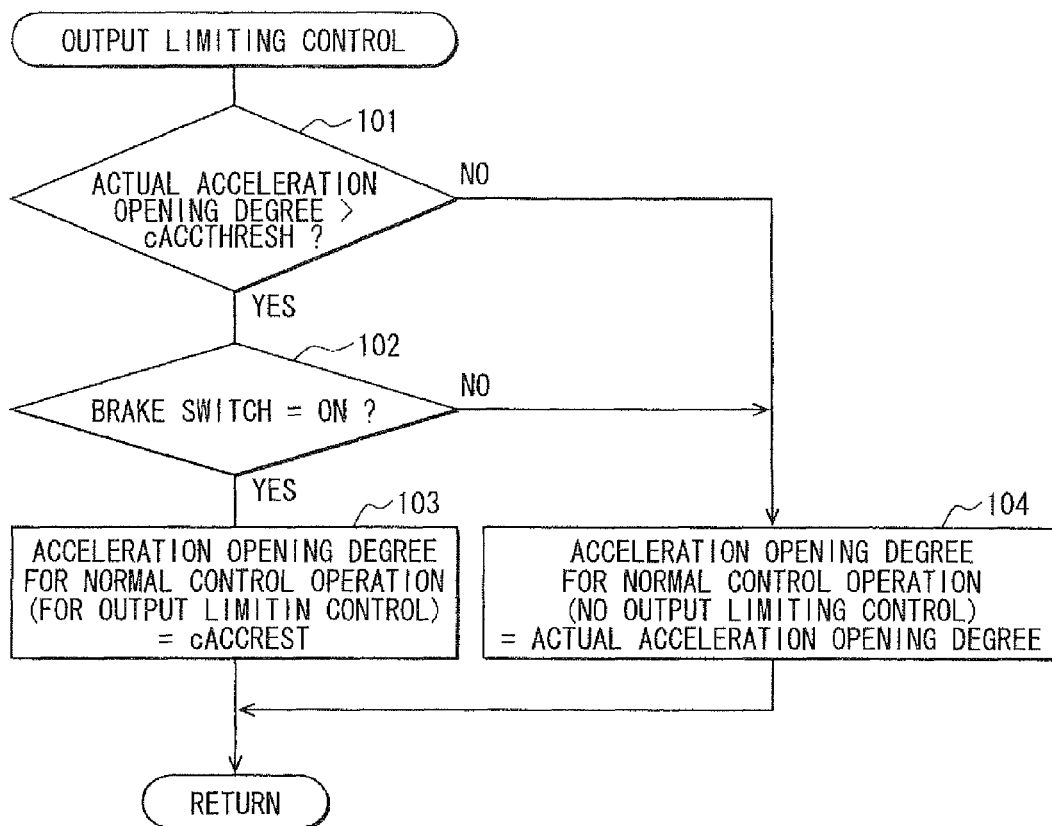 OUTPUT LIMITING CONTROL
101
ACTUAL ACCELERATION
OPENING DEGREE >
cACCTHRESH ?
NO
YES
102
BRAKE SWITCH = ON ?
NO
YES
103
ACCELERATION OPENING DEGREE
FOR NORMAL CONTROL OPERATION
(FOR OUTPUT LIMITIN CONTROL)
= cACCREST
104
ACCELERATION OPENING DEGREE
FOR NORMAL CONTROL OPERATION
(NO OUTPUT LIMITING CONTROL)
= ACTUAL ACCELERATION OPENING DEGREE
RETURN